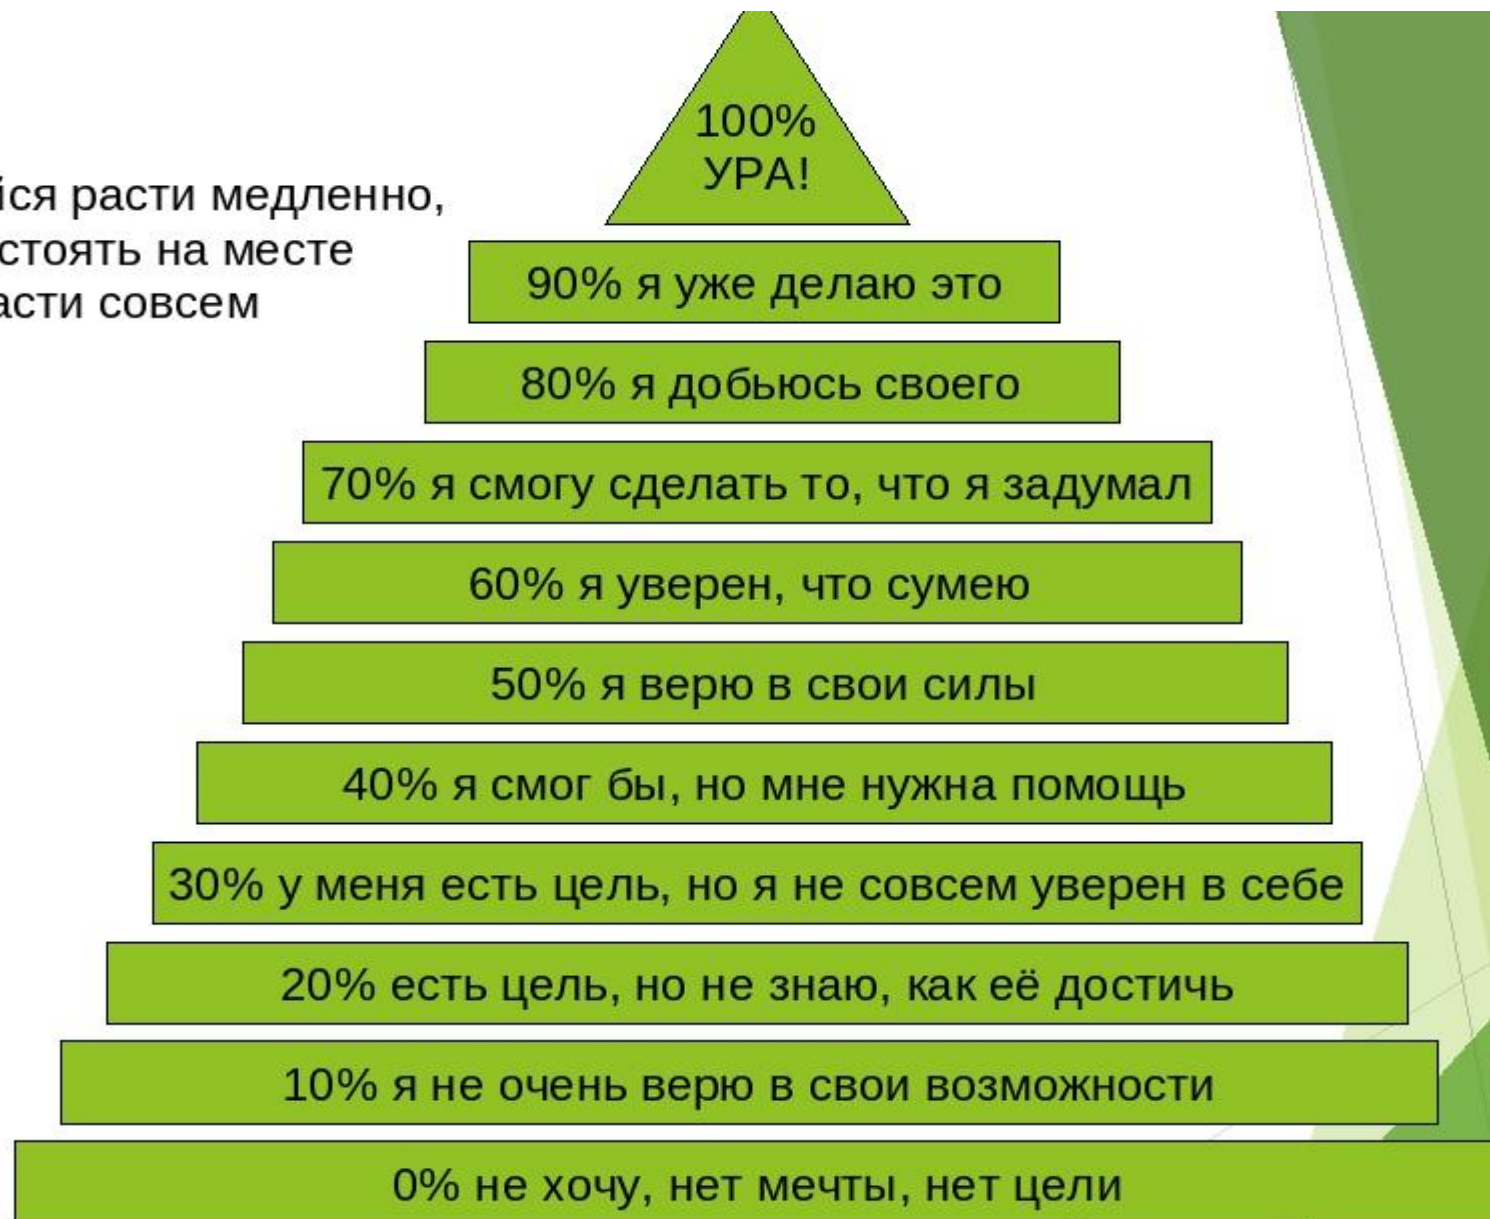 100%
УРА!
расти медленно,
стоять на месте
совсем
90% я уже делаю это
80% я добьюсь своего
70% я смогу сделать то, что я задумал
60% я уверен, что сумею
50% я верю в свои силы
40% я смог бы, но мне нужна помощь
30% у меня есть цель, но я не совсем уверен в себе
20% есть цель, но не знаю, как её достичь
10% я не очень верю в свои возможности
0% не хочу, нет мечты, нет цели